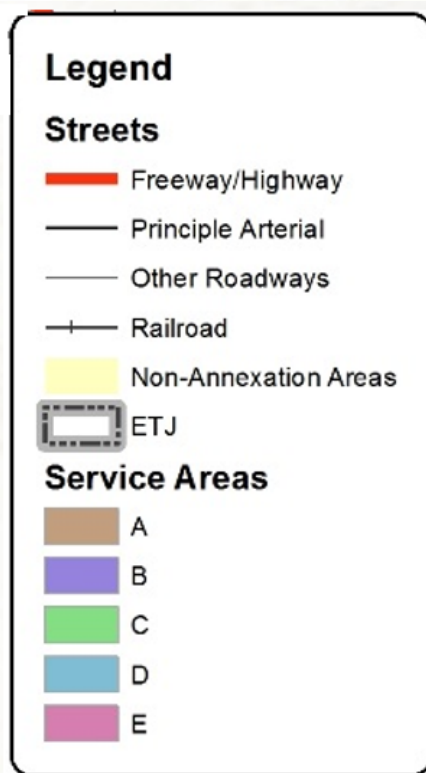 Legend
Streets
Freeway/Highway
Principle Arterial
Other Roadways
Railroad
Non-Annexation Areas
ETJ
Service Areas
A
B
C
D
E